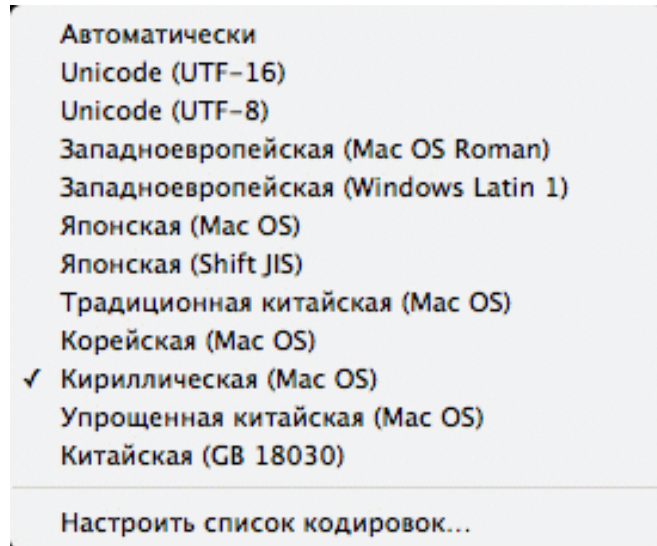 Автоматически
Unicode (UTF-16)
Unicode (UTF-8)
Западноевропейская (Mac OS Roman)
Западноевропейская (Windows Latin 1)
Японская (Mac OS)
Японская (Shift JIS)
Традиционная китайская (Mac OS)
Корейская (Mac OS)
✓ Кириллическая (Mac OS)
Упрощенная китайская (Mac OS)
Китайская (GB 18030)
Настроить список кодировок...